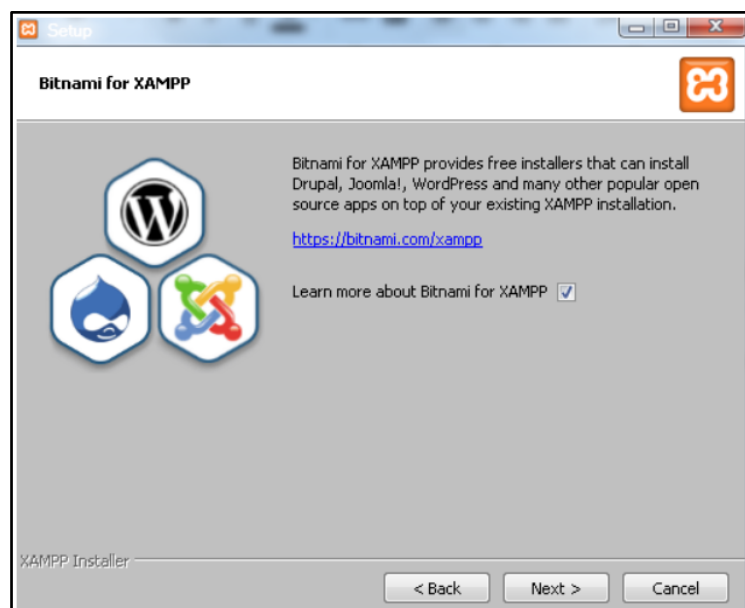 Setup
Bitnami for XAMPP
Bitnami for XAMPP provides free installers that can install
Drupal, Joomla!, WordPress and many other popular open
source apps on top of your existing XAMPP installation.
https://bitnami.com/xampp
Learn more about Bitnami for XAMPP
XAMPP Installer
< Back Next > Cancel